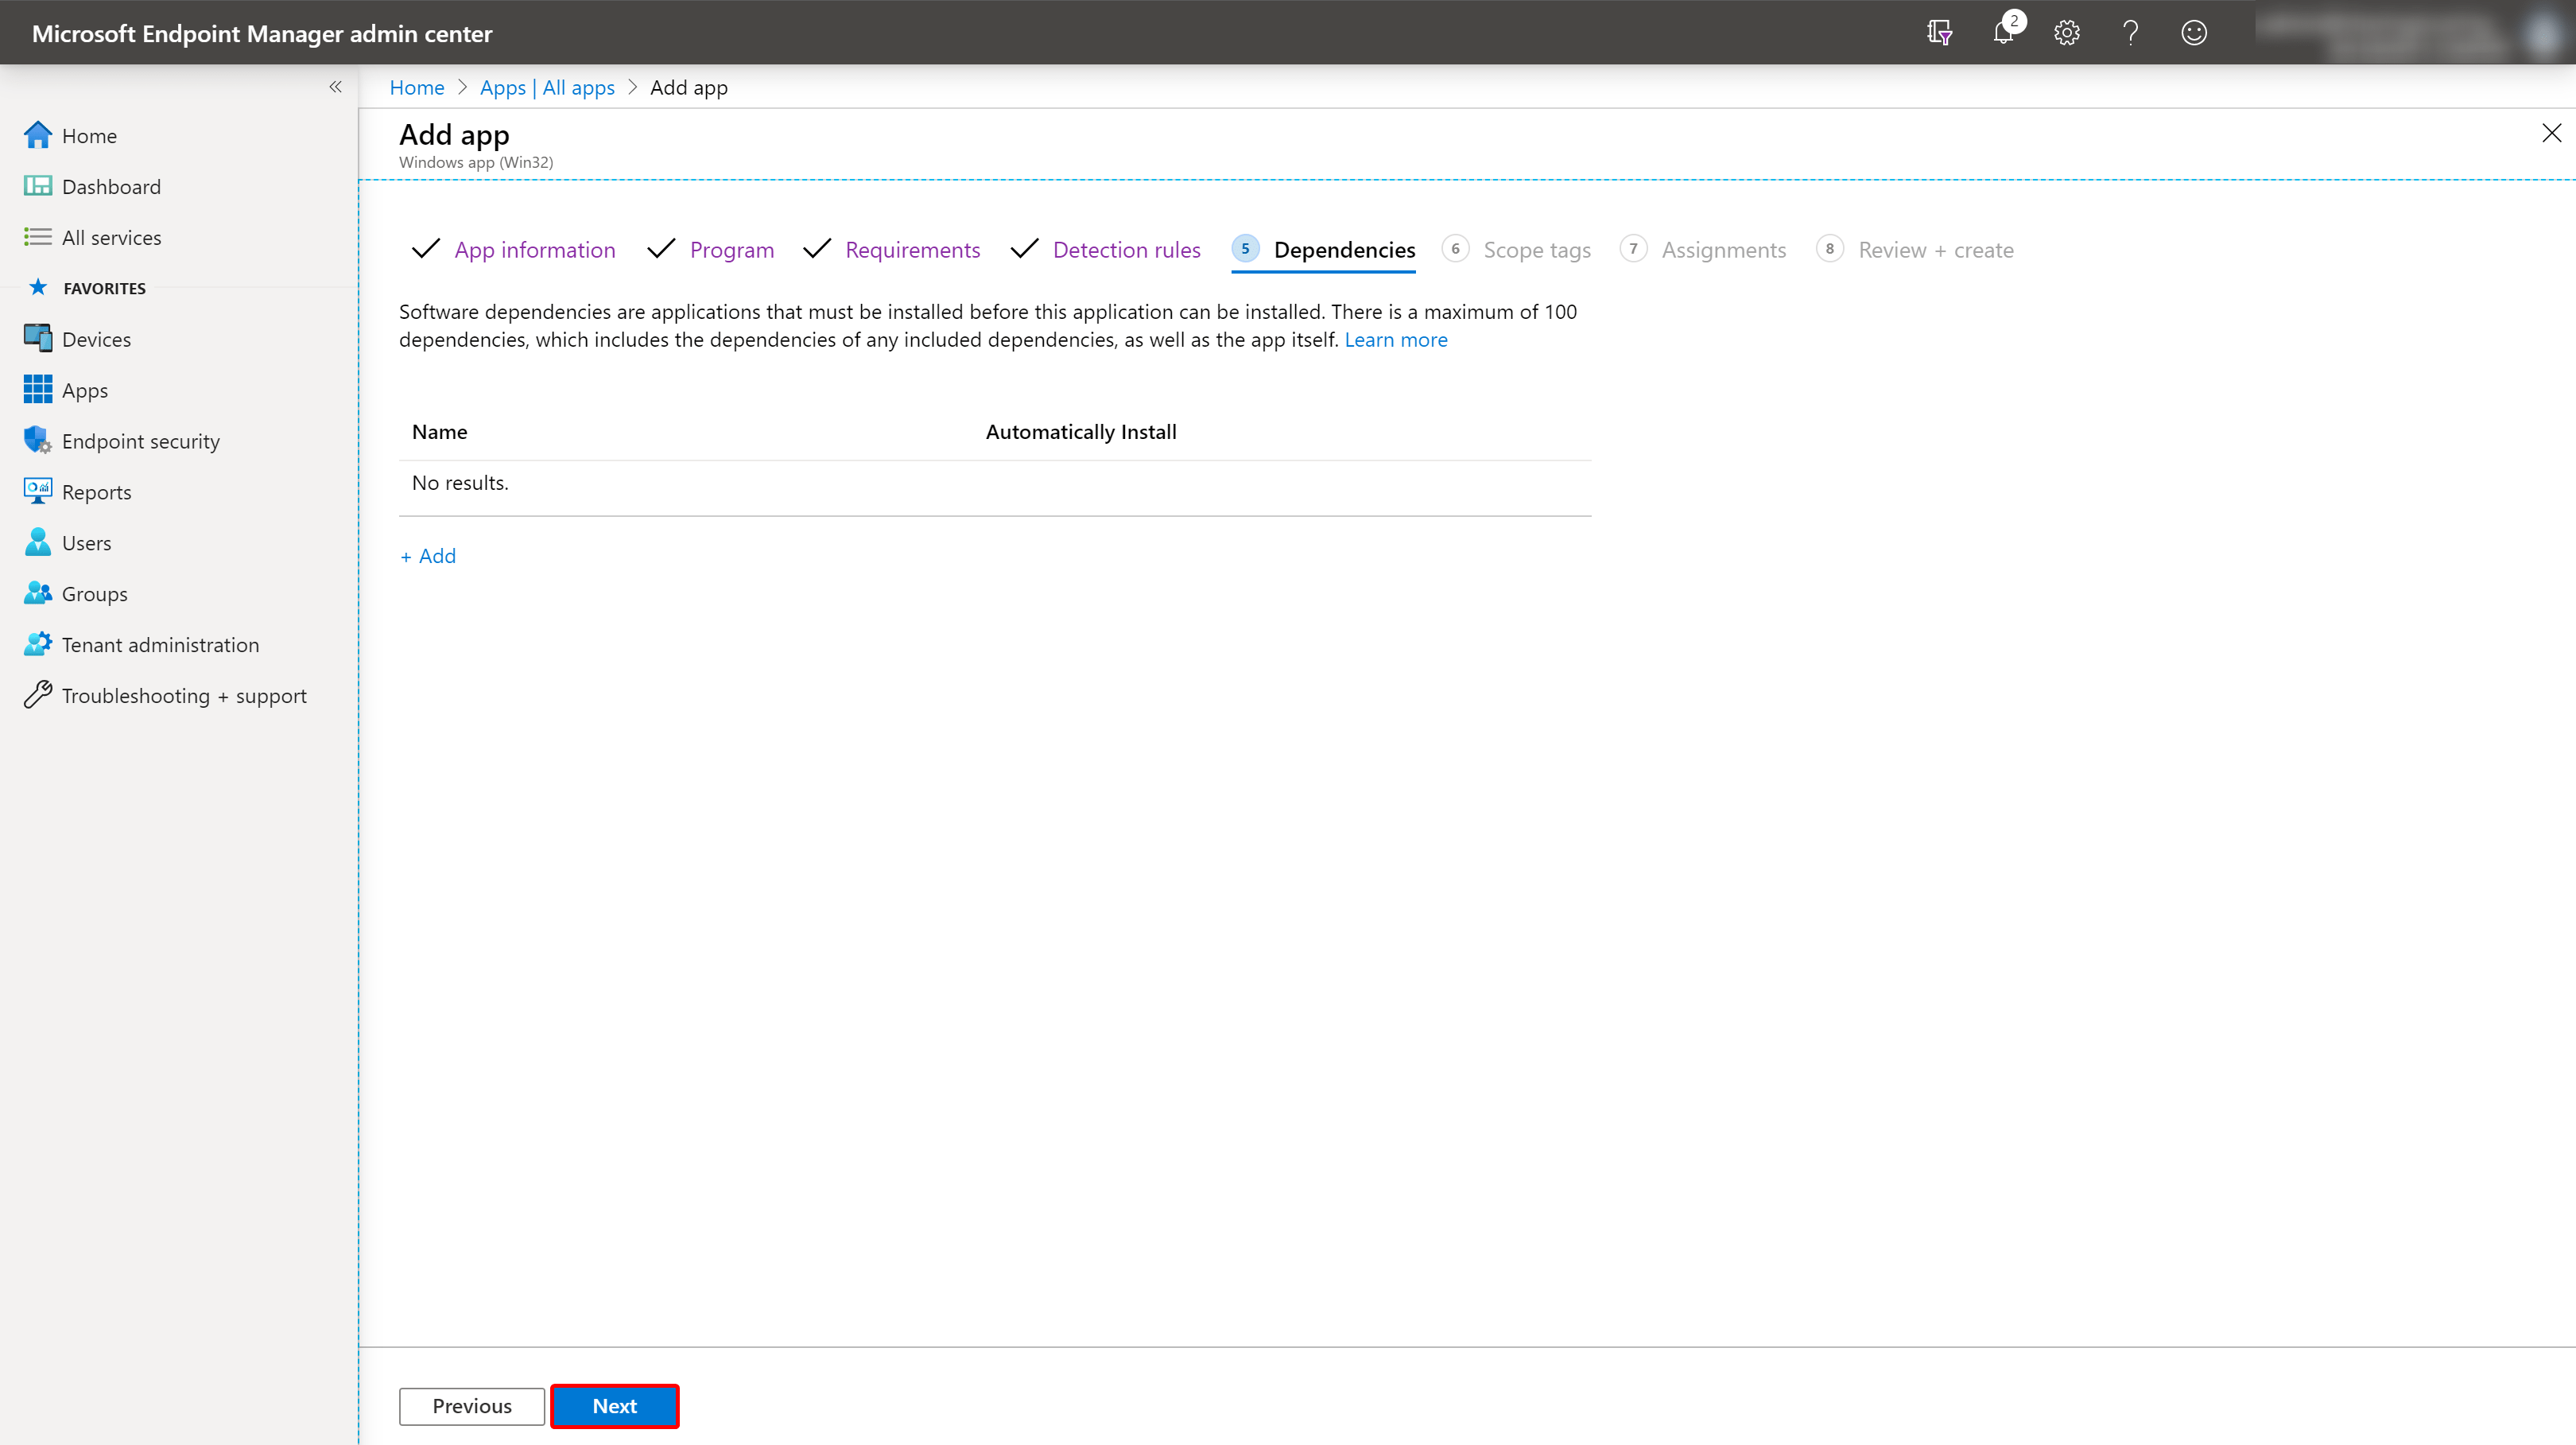 Microsoft Endpoint Manager admin center
2
«
Home > Apps | All apps > Add app
Home
Dashboard
All services
FAVORITES
Devices
Apps
Endpoint security
Reports
Users
Groups
Tenant administration
Troubleshooting + support
Add app
Windows app (Win32)
App information
Program
Requirements
Detection rules
5 Dependencies
6 Scope tags
7 Assignments
8 Review + create
Software dependencies are applications that must be installed before this application can be installed. There is a maximum of 100
dependencies, which includes the dependencies of any included dependencies, as well as the app itself. Learn more
Name Automatically Install
No results.
+ Add
Previous Next